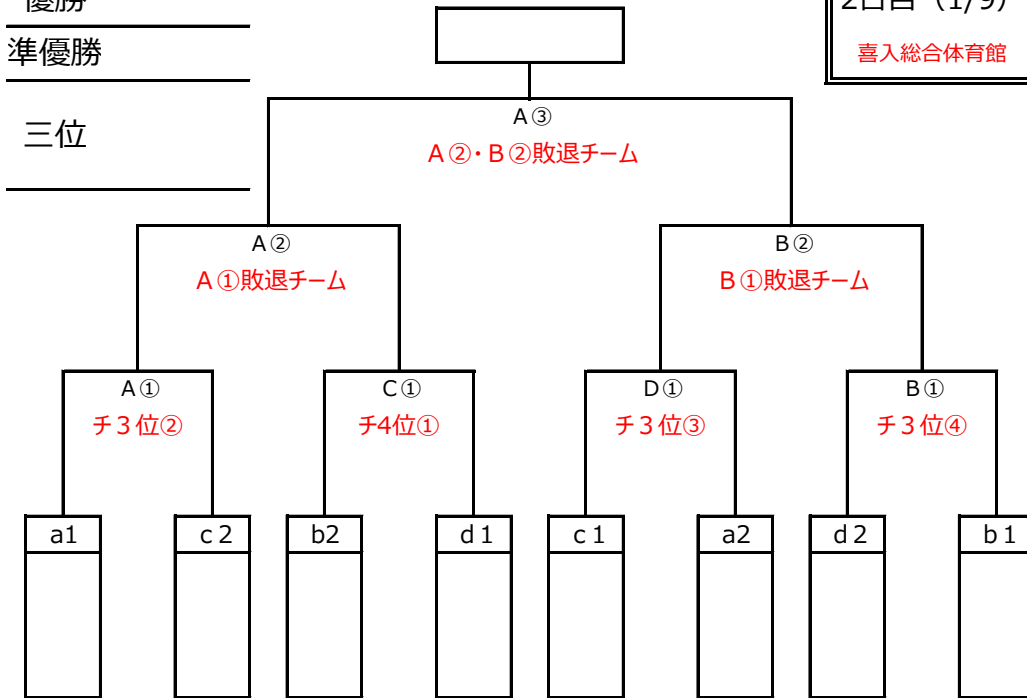 優勝
2日目（1/9）
準優勝
喜入総合体育館
三位
A③
A②・B②敗退チーム
A②
B②
A①敗退チーム
B①敗退チーム
A① C① D① B①
チ３位② チ4位① チ３位③ チ３位④
a1 c２ b2 d１ c１ a2 d２ b１